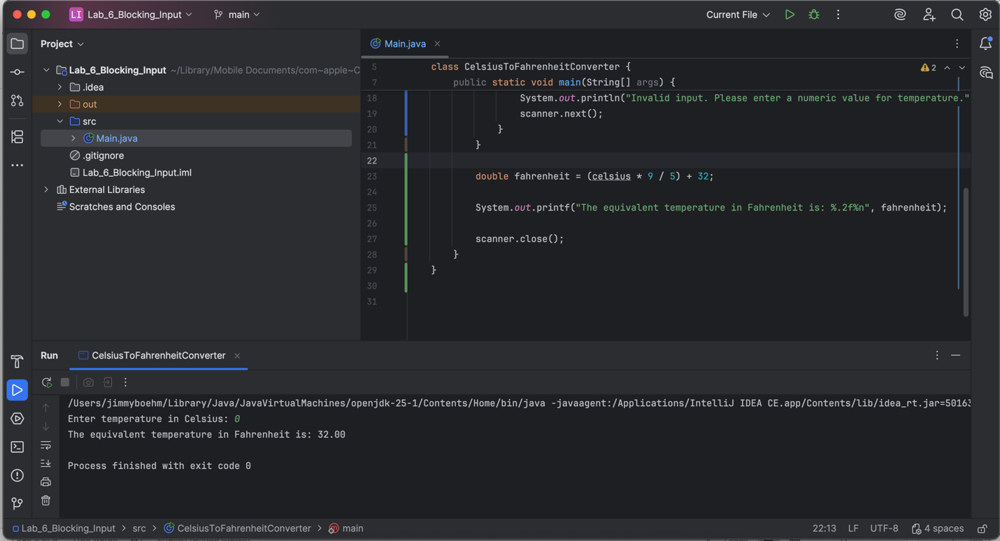 LI Lab_6_Blocking_Input main Current File
Project
Lab_6_Blocking_Input ~/Library/Mobile Documents/com~apple~C
.idea
out
src
Main.java
.gitignore
Lab_6_Blocking_Input.iml
External Libraries
Scratches and Consoles
Main.java
2
5 class CelsiusToFahrenheitConverter {
7 public static void main(String[] args) {
18 System.out.println("Invalid input. Please enter a numeric value for temperature."
19 scanner.next();
20 }
21 }
22
23 double fahrenheit = (celsius * 9 / 5) + 32;
24
25 System.out.printf("The equivalent temperature in Fahrenheit is: %.2f%n", fahrenheit);
26
27 scanner.close();
28 }
29 }
30
31
Run CelsiusToFahrenheitConverter
/Users/jimmyboehm/Library/Java/JavaVirtualMachines/openjdk-25-1/Contents/Home/bin/java -javaagent:/Applications/IntelliJ IDEA CE.app/Contents/lib/idea_rt.jar=50163
Enter temperature in Celsius: 0
The equivalent temperature in Fahrenheit is: 32.00
Process finished with exit code 0
Lab_6_Blocking_Input > src > CelsiusToFahrenheitConverter > m main 22:13 LF UTF-8 4 spaces